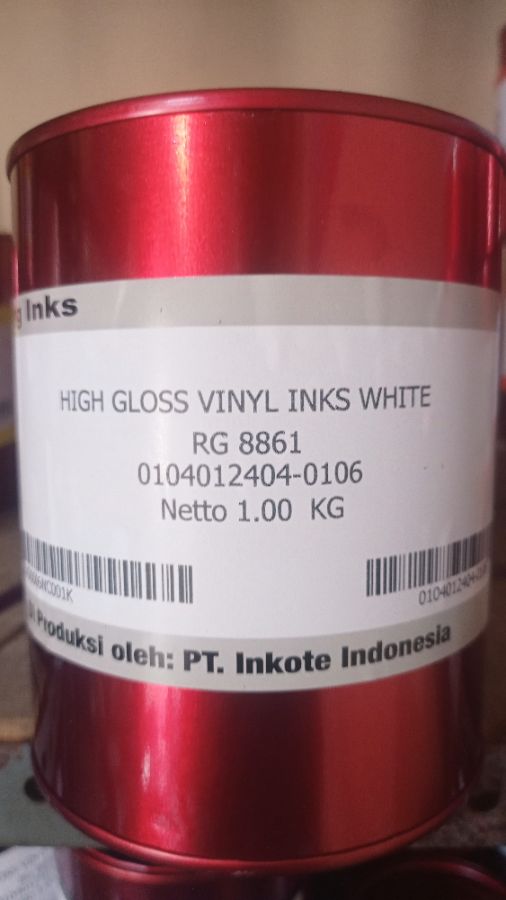 Inks
HIGH GLOSS VINYL INKS WHITE
RG 8861
0104012404-0106
Netto 1.00 KG
Di Produksi oleh: PT. Inkote Indonesia